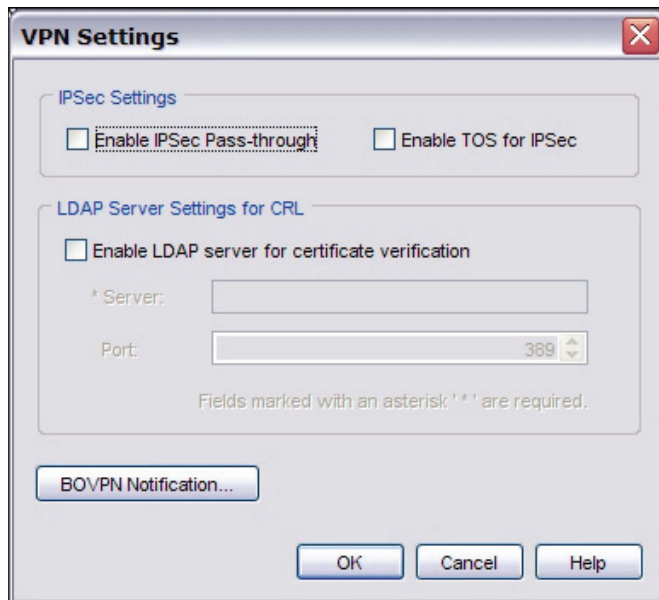 VPN Settings
IPSec Settings
Enable IPSec Pass-through
Enable TOS for IPSec
LDAP Server Settings for CRL
Enable LDAP server for certificate verification
* Server:
Port:
389
Fields marked with an asterisk ' * ' are required.
BOVPN Notification...
OK
Cancel
Help